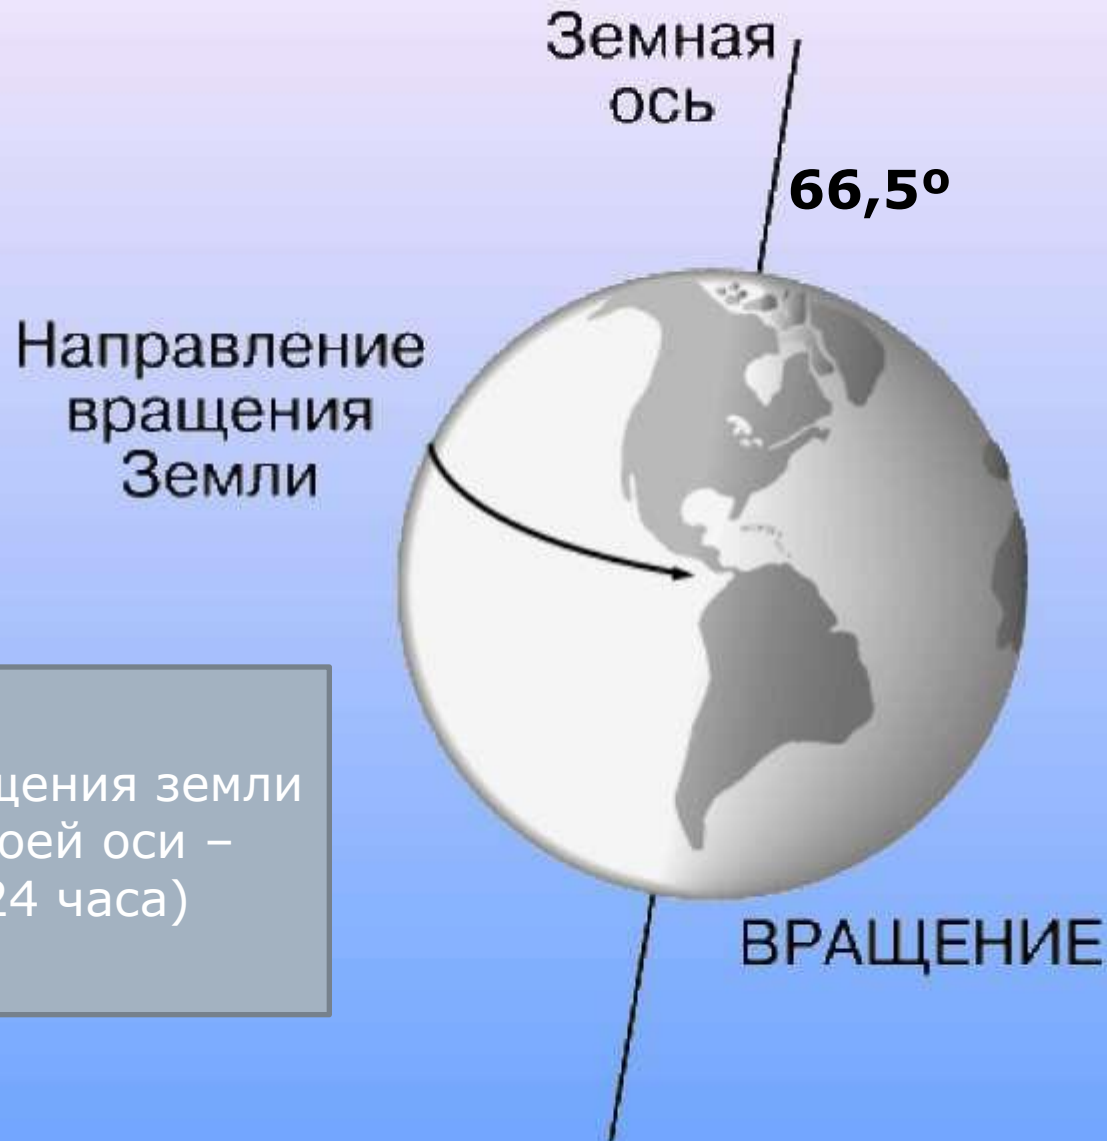 Земная
ось
66,5º
Направление
вращения
Земли
щения земли
оей оси –
24 часа)
ВРАЩЕНИЕ